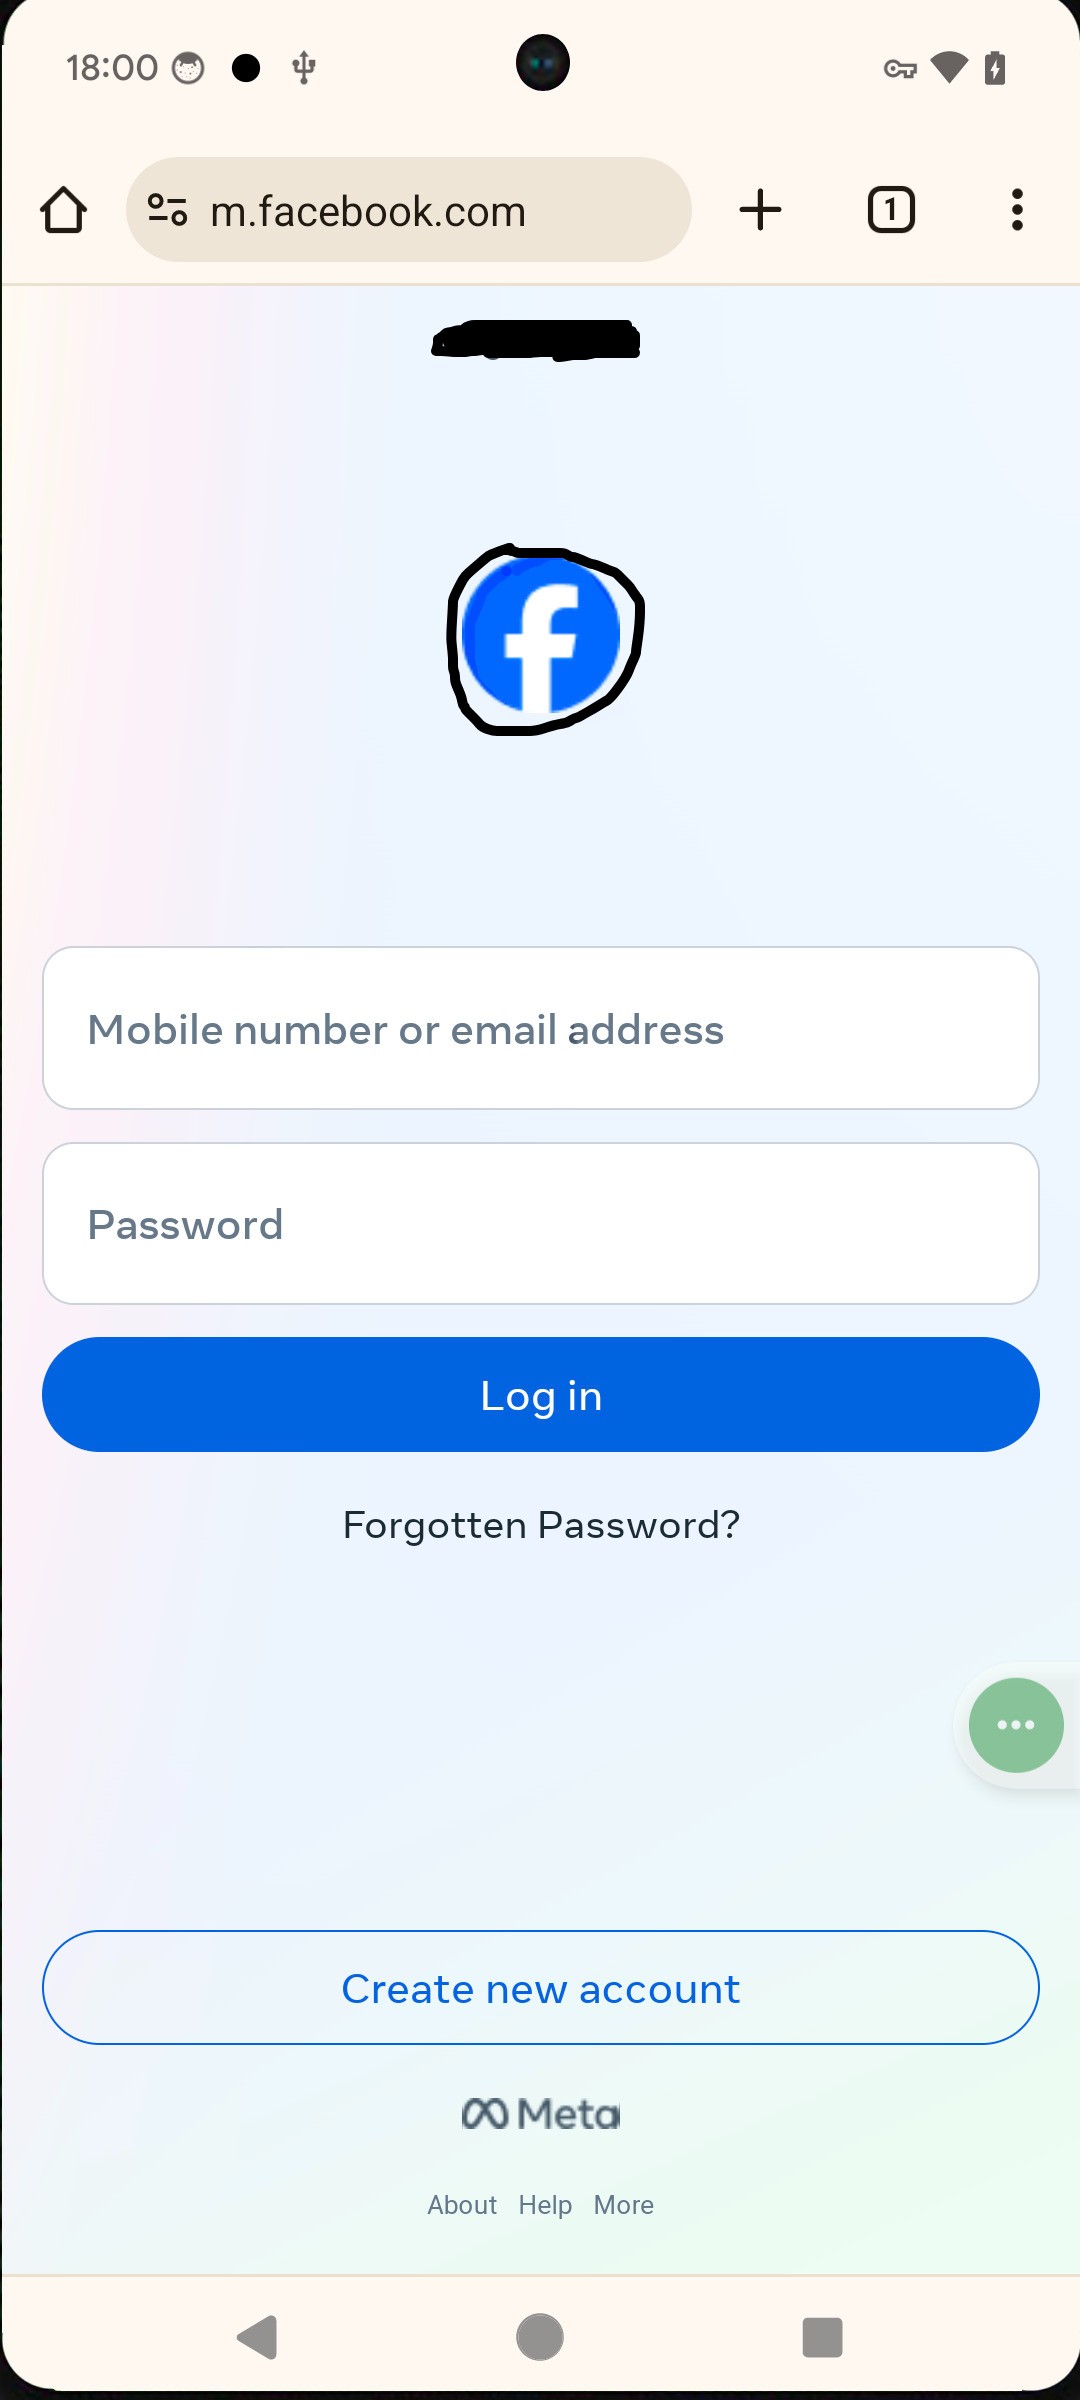 18:00
m.facebook.com
1
f
Mobile number or email address
Password
Log in
Forgotten Password?
Create new account
Meta
About Help More